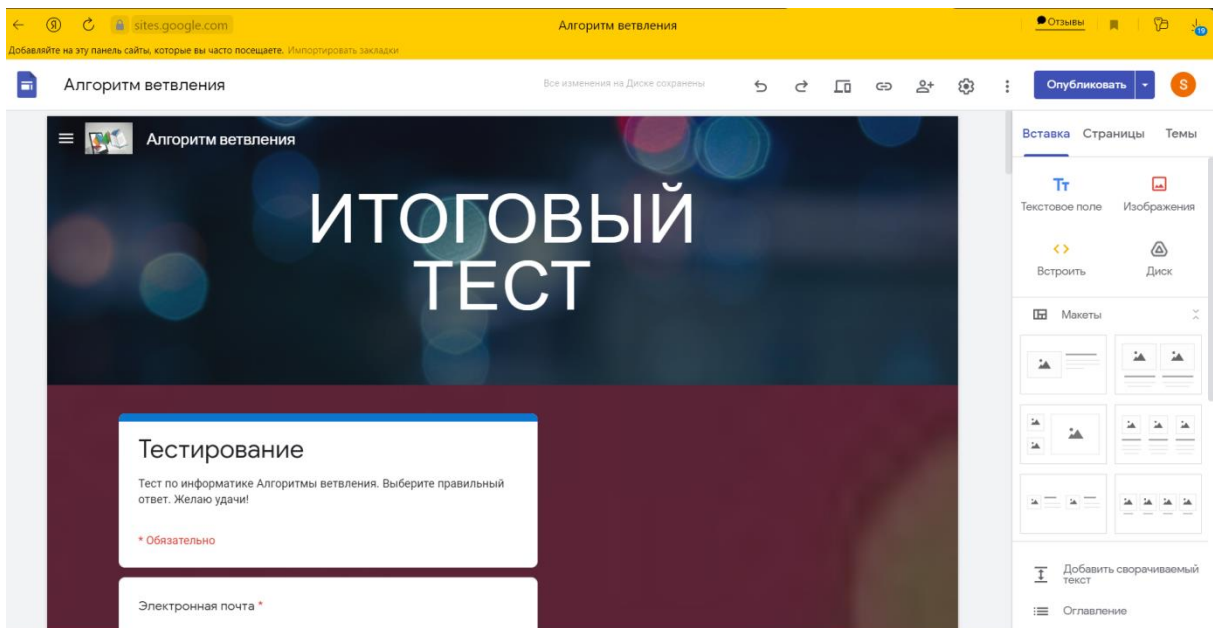 sites.google.com
Алгоритм ветвления
Отзывы
19
Добавляйте на эту панель сайты, которые вы часто посещаете. Импортировать закладки
Алгоритм ветвления
Все изменения на Диске сохранены
Опубликовать
S
Алгоритм ветвления
ИТОГОВЫЙ
ТЕСТ
Вставка Страницы Темы
Tт
Текстовое поле Изображения
Встроить Диск
Макеты
Тестирование
Тест по информатике Алгоритмы ветвления. Выберите правильный
ответ. Желаю удачи!
* Обязательно
Электронная почта *
Добавить сворачиваемый
текст
Оглавление